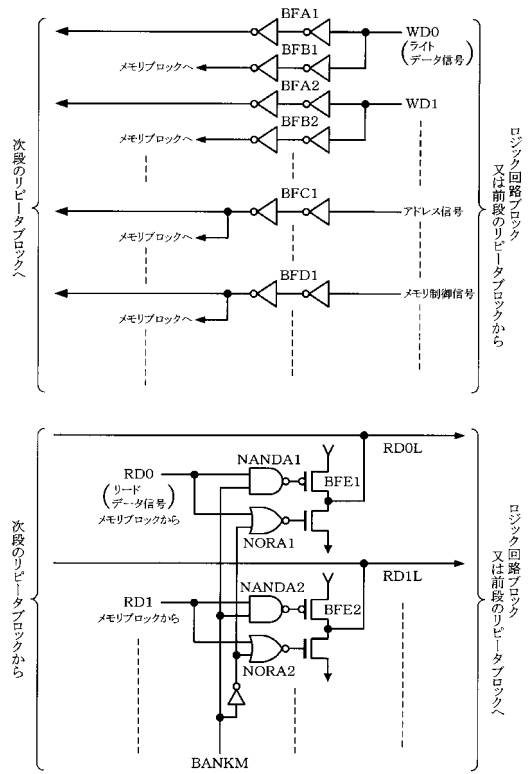 BFA1
WD0
(ライト
データ信号)
BFB1
メモリブロックへ
BFA2
WD1
BFB2
メモリブロックへ
次段のリピータブロックへ
ロジック回路ブロック
又は前段のリピータブロックから
BFC1
アドレス信号
メモリブロックへ
BFD1
メモリ制御信号
メモリブロックへ
RD0L
NANDA1
RD0
(リード
データ信号)
メモリブロックから
BFE1
NORA1
RD1L
NANDA2
RD1
メモリブロックから
BFE2
NORA2
次段のリピータブロックから
ロジック回路ブロック
又は前段のリピータブロックへ
BANKM